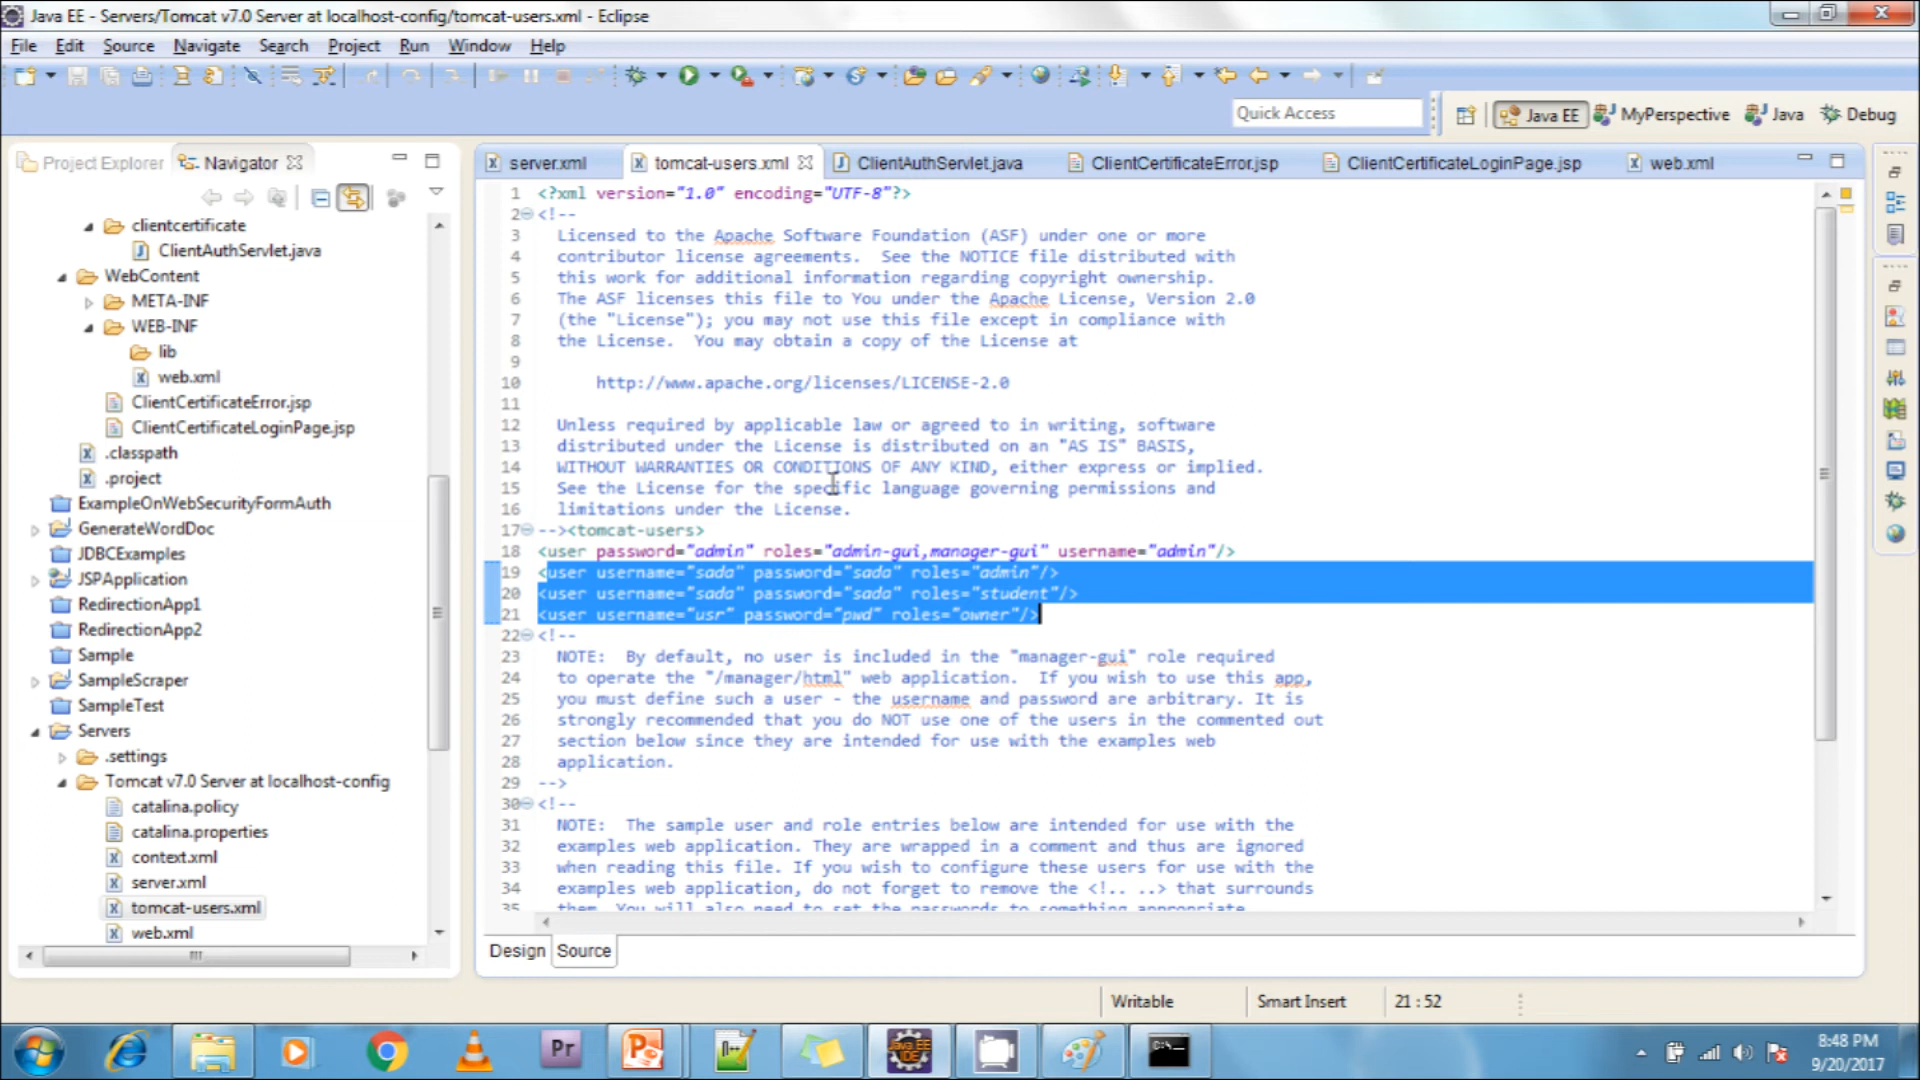 Java EE - Servers/Tomcat v7.0 Server at localhost-config/tomcat-users.xml - Eclipse
File Edit Source Navigate Search Project Run Window Help
Quick Access
Java EE
MyPerspective
Java
Debug
Project Explorer
Navigator
server.xml
tomcat-users.xml
ClientAuthServlet.java
ClientCertificateError.jsp
ClientCertificateLoginPage.jsp
web.xml
clientcertificate
ClientAuthServlet.java
WebContent
META-INF
WEB-INF
lib
web.xml
ClientCertificateError.jsp
ClientCertificateLoginPage.jsp
.classpath
.project
ExampleOnWebSecurityFormAuth
GenerateWordDoc
JDBCExamples
JSPApplication
RedirectionApp1
RedirectionApp2
Sample
SampleScraper
SampleTest
Servers
.settings
Tomcat v7.0 Server at localhost-config
catalina.policy
catalina.properties
context.xml
server.xml
tomcat-users.xml
web.xml
1 <?xml version="1.0" encoding="UTF-8"?>
2 <!--
3 Licensed to the Apache Software Foundation (ASF) under one or more
4 contributor license agreements.  See the NOTICE file distributed with
5 this work for additional information regarding copyright ownership.
6 The ASF licenses this file to You under the Apache License, Version 2.0
7 (the "License"); you may not use this file except in compliance with
8 the License.  You may obtain a copy of the License at
9
10 http://www.apache.org/licenses/LICENSE-2.0
11
12 Unless required by applicable law or agreed to in writing, software
13 distributed under the License is distributed on an "AS IS" BASIS,
14 WITHOUT WARRANTIES OR CONDITIONS OF ANY KIND, either express or implied.
15 See the License for the specific language governing permissions and
16 limitations under the License.
17 --><tomcat-users>
18 <user password="admin" roles="admin-gui,manager-gui" username="admin"/>
19 <user username="sada" password="sada" roles="admin"/>
20 <user username="sada" password="sada" roles="student"/>
21 <user username="usr" password="pwd" roles="owner"/>
22 <!--
23 NOTE:  By default, no user is included in the "manager-gui" role required
24 to operate the "/manager/html" web application.  If you wish to use this app,
25 you must define such a user - the username and password are arbitrary. It is
26 strongly recommended that you do NOT use one of the users in the commented out
27 section below since they are intended for use with the examples web
28 application.
29 -->
30 <!--
31 NOTE:  The sample user and role entries below are intended for use with the
32 examples web application. They are wrapped in a comment and thus are ignored
33 when reading this file. If you wish to configure these users for use with the
34 examples web application, do not forget to remove the <!.. ..> that surrounds
35 them. You will also need to set the passwords to something appropriate.
Design Source
Writable
Smart Insert
21 : 52
Pr
Java EE
IDE
C:\.
8:48 PM
9/20/2017